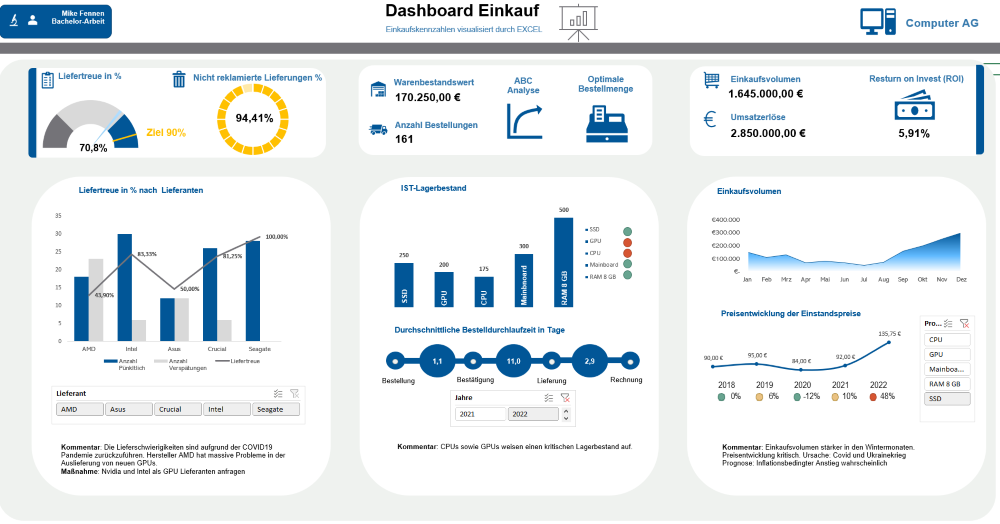 Mike Fennen
Bachelor-Arbeit
Dashboard Einkauf
Einkaufskennzahlen visualisiert durch EXCEL
Computer AG
Liefertreue in %
Nicht reklamierte Lieferungen %
70,8%
Ziel 90%
94,41%
Warenbestandswert
170.250,00 €
Anzahl Bestellungen
161
ABC
Analyse
Optimale
Bestellmenge
Einkaufsvolumen
1.645.000,00 €
Umsatzerlöse
2.850.000,00 €
Resturn on Invest (ROI)
5,91%
Liefertreue in % nach Lieferanten
35
30
25
20
15
10
5
0
43,90%
83,33%
50,00%
81,25%
100,00%
AMD Intel Asus Crucial Seagate
Anzahl Pünktlich
Anzahl Verspätungen
Liefertreue
Lieferant
AMD Asus Crucial Intel Seagate
Kommentar: Die Lieferschwierigkeiten sind aufgrund der COVID19
Pandemie zurückzuführen. Hersteller AMD hat massive Probleme in der
Auslieferung von neuen GPUs.
Maßnahme: Nvidia und Intel als GPU Lieferanten anfragen
IST-Lagerbestand
250
200
175
300
500
SSD
GPU
CPU
Mainboard
RAM 8 GB
SSD
GPU
CPU
Mainboard
RAM 8 GB
Durchschnittliche Bestelldurchlaufzeit in Tage
1,1 11,0 2,9
Bestellung Bestätigung Lieferung Rechnung
Jahre
2021 2022
Kommentar: CPUs sowie GPUs weisen einen kritischen Lagerbestand auf.
Einkaufsvolumen
€400.000
€300.000
€200.000
€100.000
€-
Jan Feb Mrz Apr Mai Jun Jul Aug Sep Okt Nov Dez
Preisentwicklung der Einstandspreise
90,00 € 95,00 € 84,00 € 92,00 € 135,75 €
2018 2019 2020 2021 2022
0% 6% -12% 10% 48%
Pro...
CPU
GPU
Mainboa...
RAM 8 GB
SSD
Kommentar: Einkaufsvolumen stärker in den Wintermonaten.
Preisentwicklung kritisch. Ursache: Covid und Ukrainekrieg
Prognose: Inflationsbedingter Anstieg wahrscheinlich